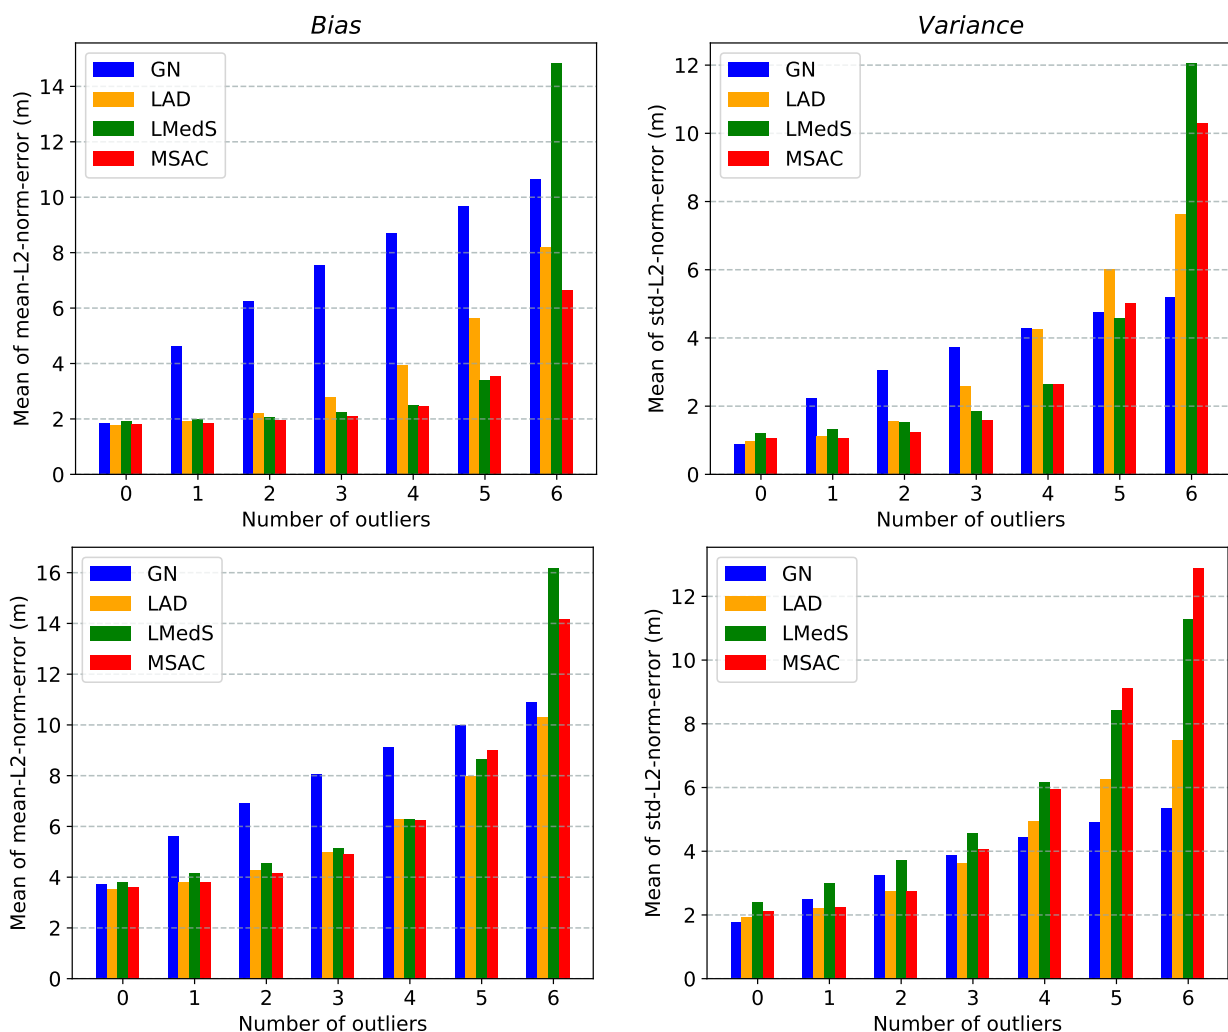 Bias
Mean of mean-L2-norm-error (m)
14
12
10
8
6
4
2
0
GN
LAD
LMedS
MSAC
0 1 2 3 4 5 6
Number of outliers
Variance
Mean of std-L2-norm-error (m)
12
10
8
6
4
2
0
GN
LAD
LMedS
MSAC
0 1 2 3 4 5 6
Number of outliers
Mean of mean-L2-norm-error (m)
16
14
12
10
8
6
4
2
0
GN
LAD
LMedS
MSAC
0 1 2 3 4 5 6
Number of outliers
Mean of std-L2-norm-error (m)
12
10
8
6
4
2
0
GN
LAD
LMedS
MSAC
0 1 2 3 4 5 6
Number of outliers